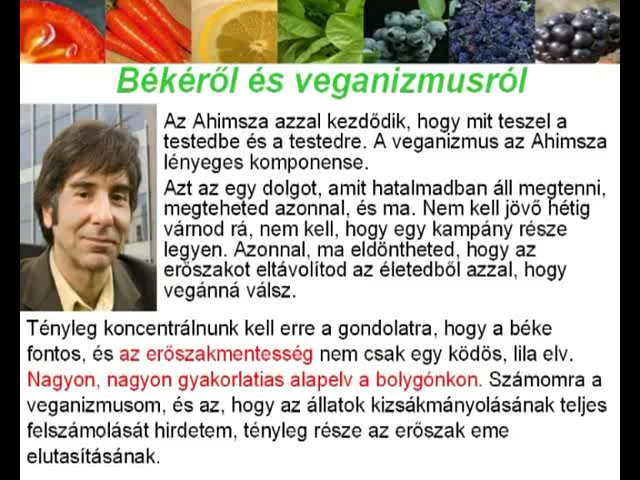 Békéről és veganizmusról
Az Ahimsza azzal kezdődik, hogy mit teszel a
testedbe és a testedre. A veganizmus az Ahimsza
lényeges komponense.
Azt az egy dolgot, amit hatalmadban áll megtenni,
megteheted azonnal, és ma. Nem kell jövő hétig
várnod rá, nem kell, hogy egy kampány része
legyen. Azonnal, ma eldöntheted, hogy az
erőszakot eltávolítod az életedből azzal, hogy
vegánná válsz.
Tényleg koncentrálnunk kell erre a gondolatra, hogy a béke
fontos, és az erőszakmentesség nem csak egy ködös, lila elv.
Nagyon, nagyon gyakorlatias alapelv a bolygónkon. Számomra a
veganizmusom, és az, hogy az állatok kizsákmányolásának teljes
felszámolását hirdetem, tényleg része az erőszak eme
elutasításának.